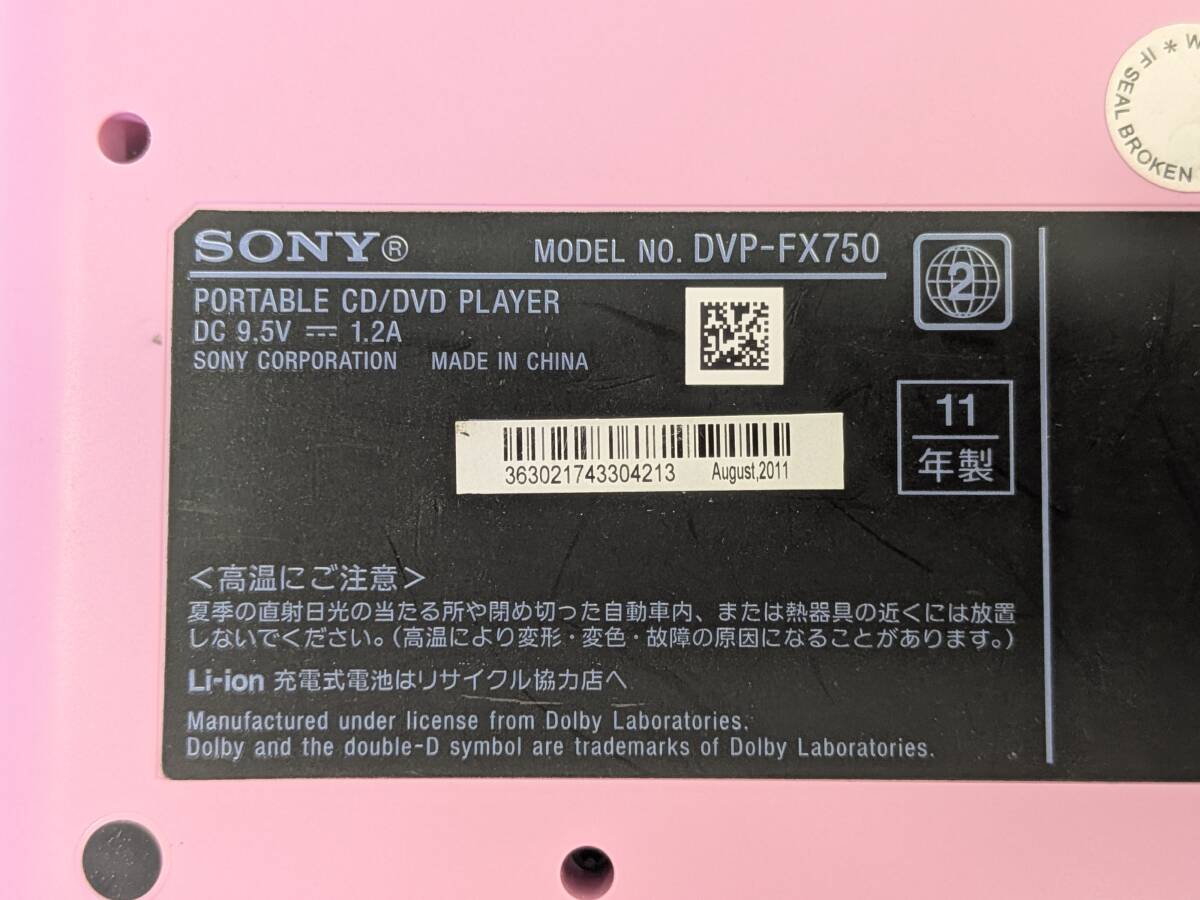 SONY®
MODEL NO. DVP-FX750
2
PORTABLE CD/DVD PLAYER
DC 9.5V ⎓ 1.2A
SONY CORPORATION MADE IN CHINA
363021743304213 August,2011
11
年製
<高温にご注意>
夏季の直射日光の当たる所や閉め切った自動車内、または熱器具の近くには放置
しないでください。(高温により変形・変色・故障の原因になることがあります。)
Li-ion 充電式電池はリサイクル協力店へ
Manufactured under license from Dolby Laboratories.
Dolby and the double-D symbol are trademarks of Dolby Laboratories.
* IF SEAL BROKEN